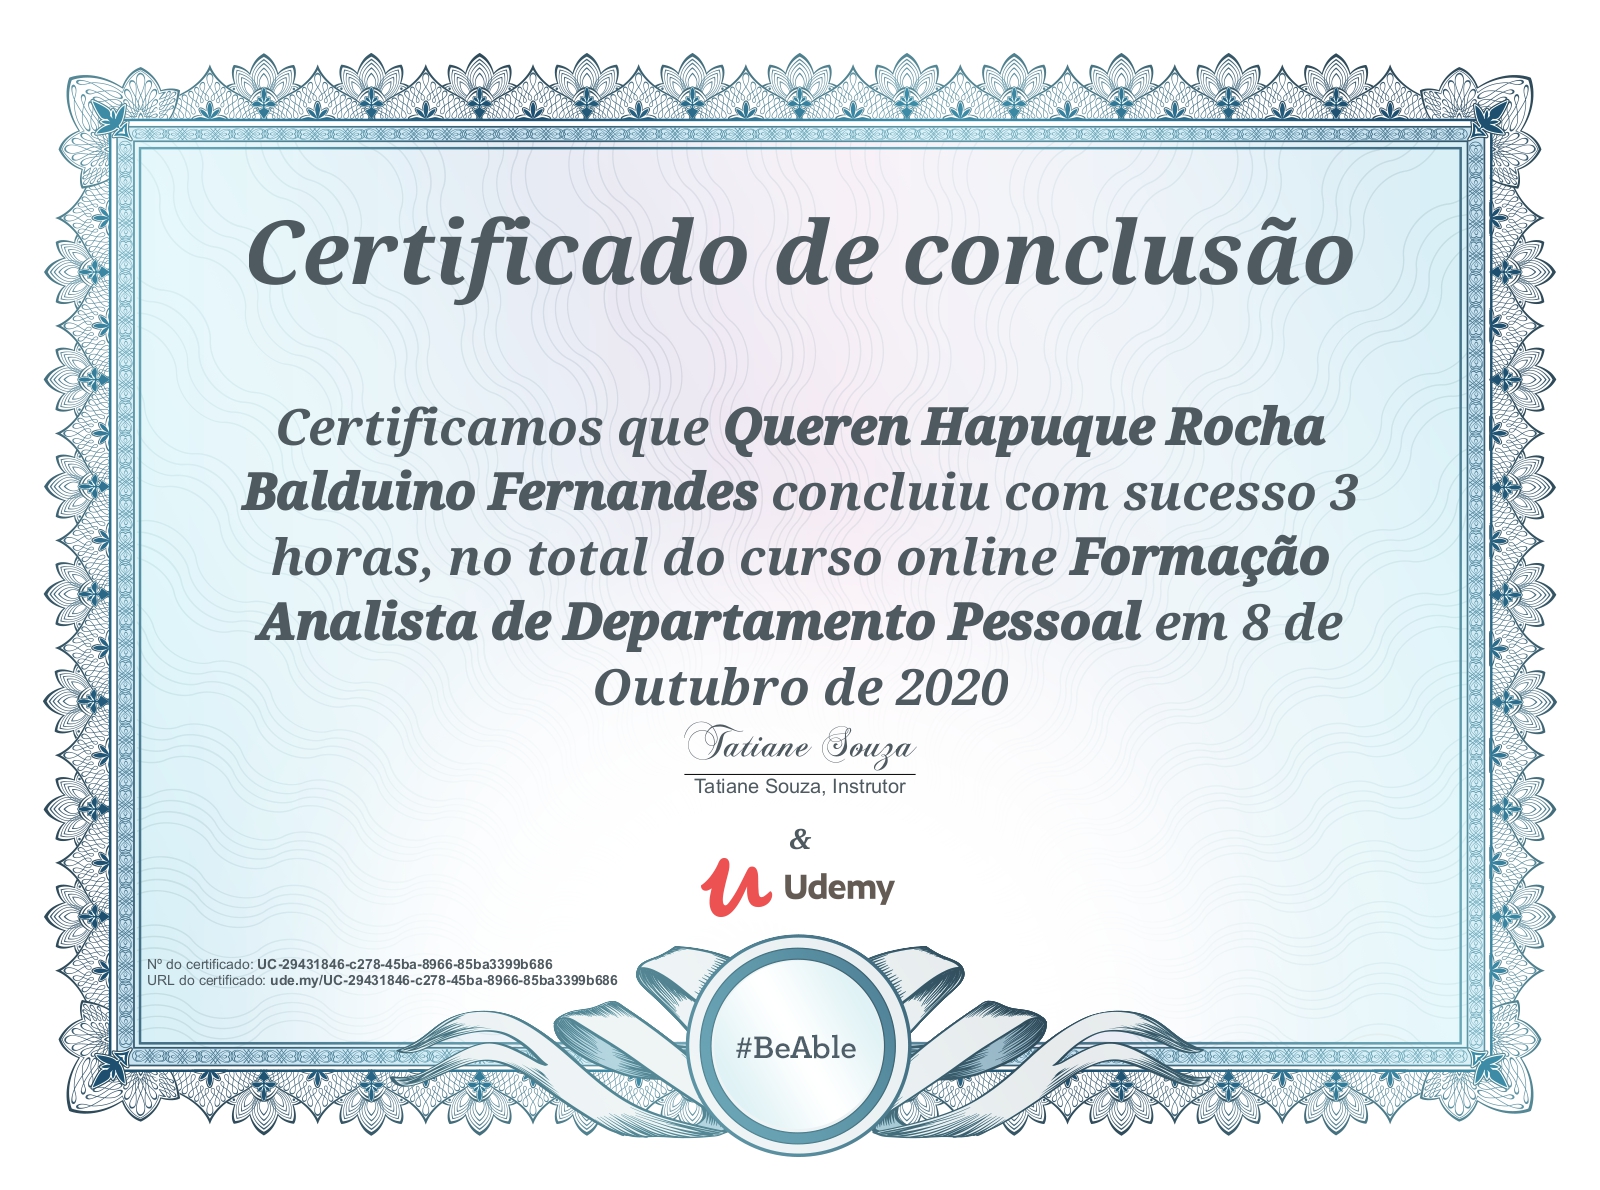 Certificado de conclusão
Certificamos que Queren Hapuque Rocha
Balduino Fernandes concluiu com sucesso 3
horas, no total do curso online Formação
Analista de Departamento Pessoal em 8 de
Outubro de 2020
Tatiane Souza
Tatiane Souza, Instrutor
&
Udemy
Nº do certificado: UC-29431846-c278-45ba-8966-85ba3399b686
URL do certificado: ude.my/UC-29431846-c278-45ba-8966-85ba3399b686
#BeAble